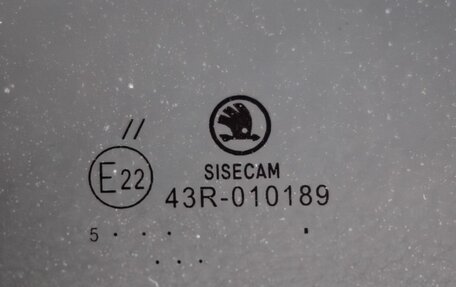 //
SISECAM
E22
43R-010189
5 . . . .
. . .